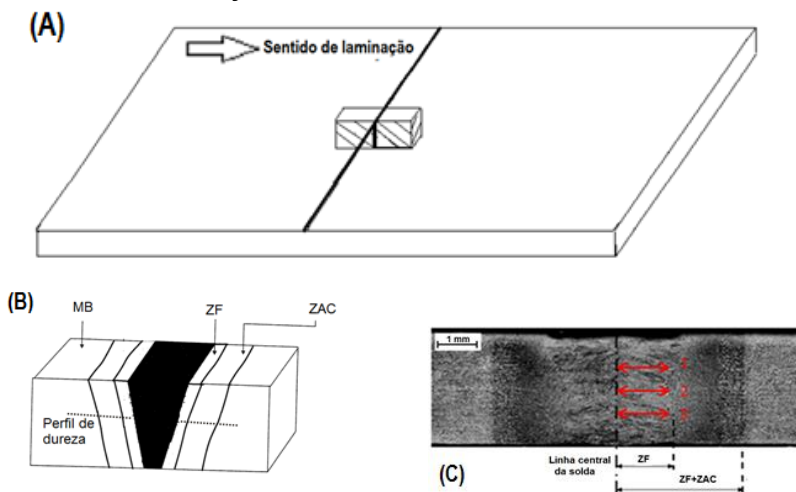 (A)
Sentido de laminação
(B)
MB
ZF
ZAC
Perfil de
dureza
1 mm
Linha central
da solda
ZF
ZF+ZAC
(C)